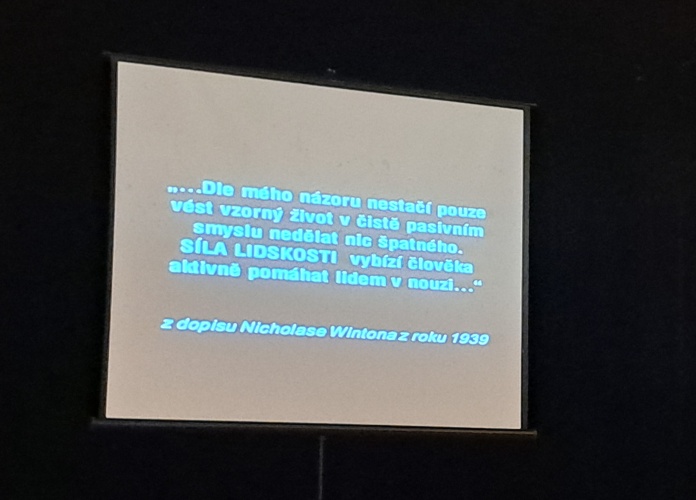 „...Dle mého názoru nestačí pouze
vést vzorný život v čistě pasivním
smyslu nedělat nic špatného.
SÍLA LIDSKOSTI vybízí člověka
aktivně pomáhat lidem v nouzi...“
z dopisu Nicholase Wintona z roku 1939